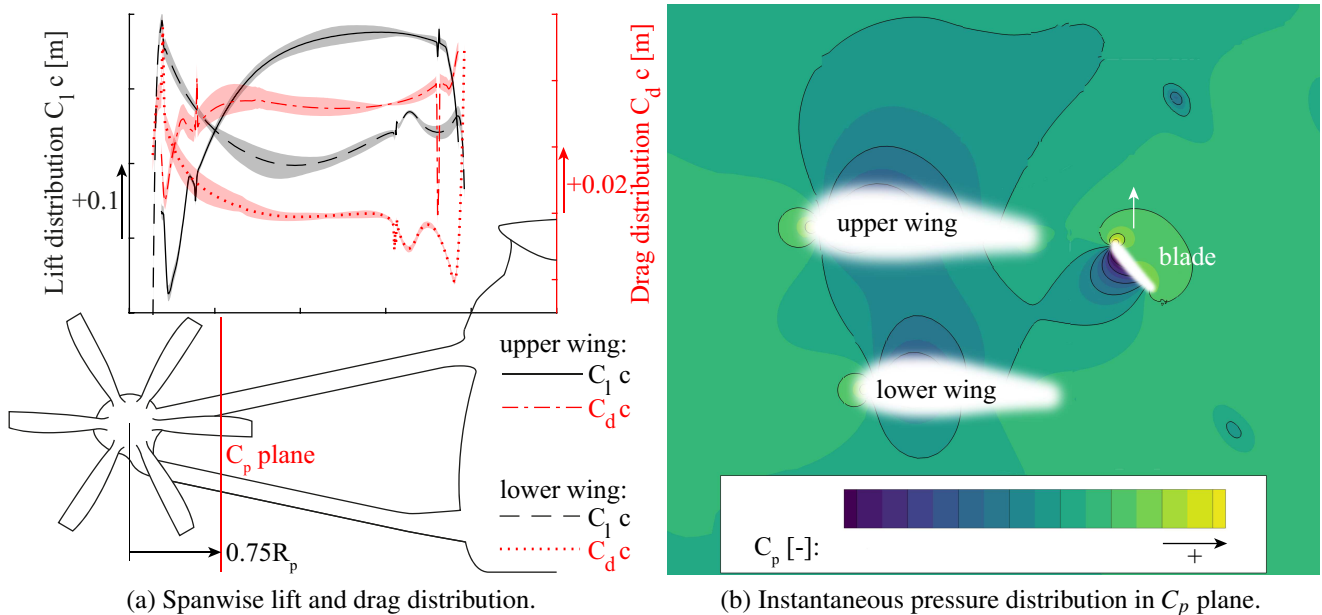 Lift distribution C_l c [m]
+0.1
+0.02
Drag distribution C_d c [m]
upper wing:
C_l c
C_d c
C_p plane
lower wing:
C_l c
C_d c
0.75R_p
(a) Spanwise lift and drag distribution.
upper wing
blade
lower wing
C_p [-]:
+
(b) Instantaneous pressure distribution in C_p plane.